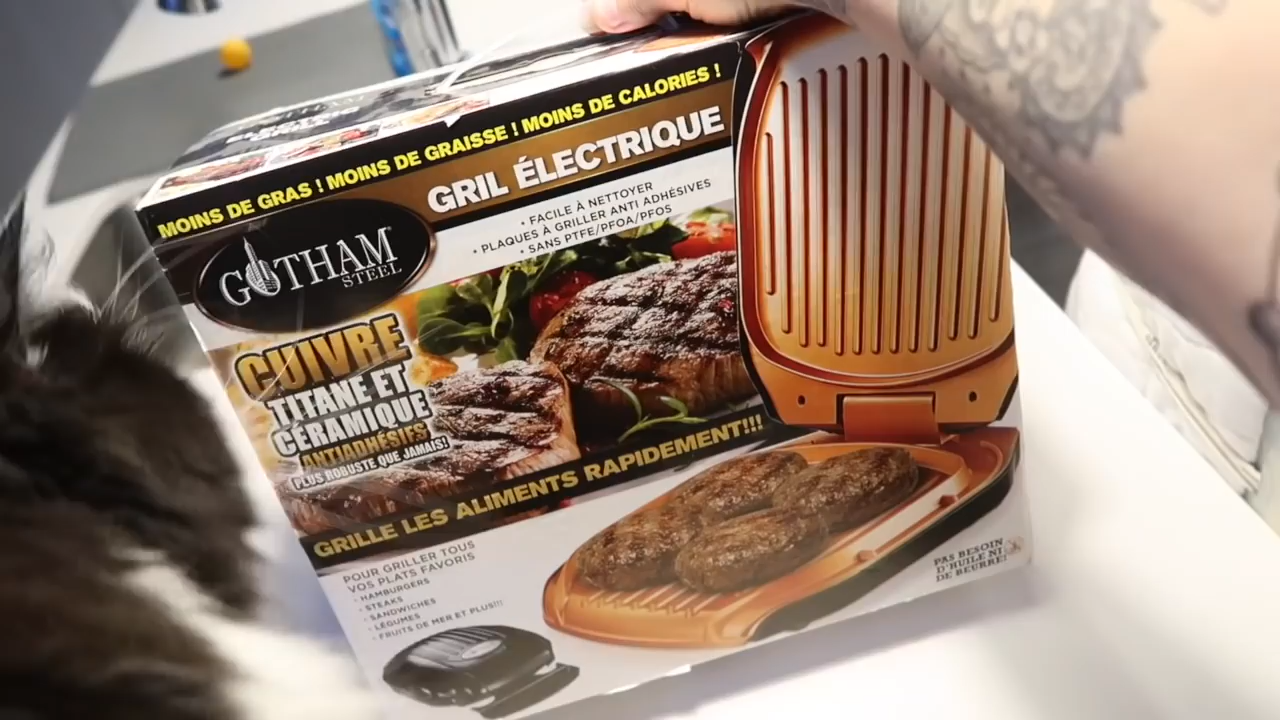 MOINS DE GRAS ! MOINS DE GRAISSE ! MOINS DE CALORIES !
GRIL ÉLECTRIQUE
• FACILE À NETTOYER
• PLAQUES À GRILLER ANTI ADHÉSIVES
• SANS PTFE/PFOA/PFOS
GOTHAM
STEEL
CUIVRE
TITANE ET
CÉRAMIQUE
ANTIADHÉSIFS
PLUS ROBUSTE QUE JAMAIS!
GRILLE LES ALIMENTS RAPIDEMENT!!!
POUR GRILLER TOUS
VOS PLATS FAVORIS
• HAMBURGERS
• STEAKS
• SANDWICHES
• LÉGUMES
• FRUITS DE MER ET PLUS!!!
PAS BESOIN
D'HUILE NI
DE BEURRE!